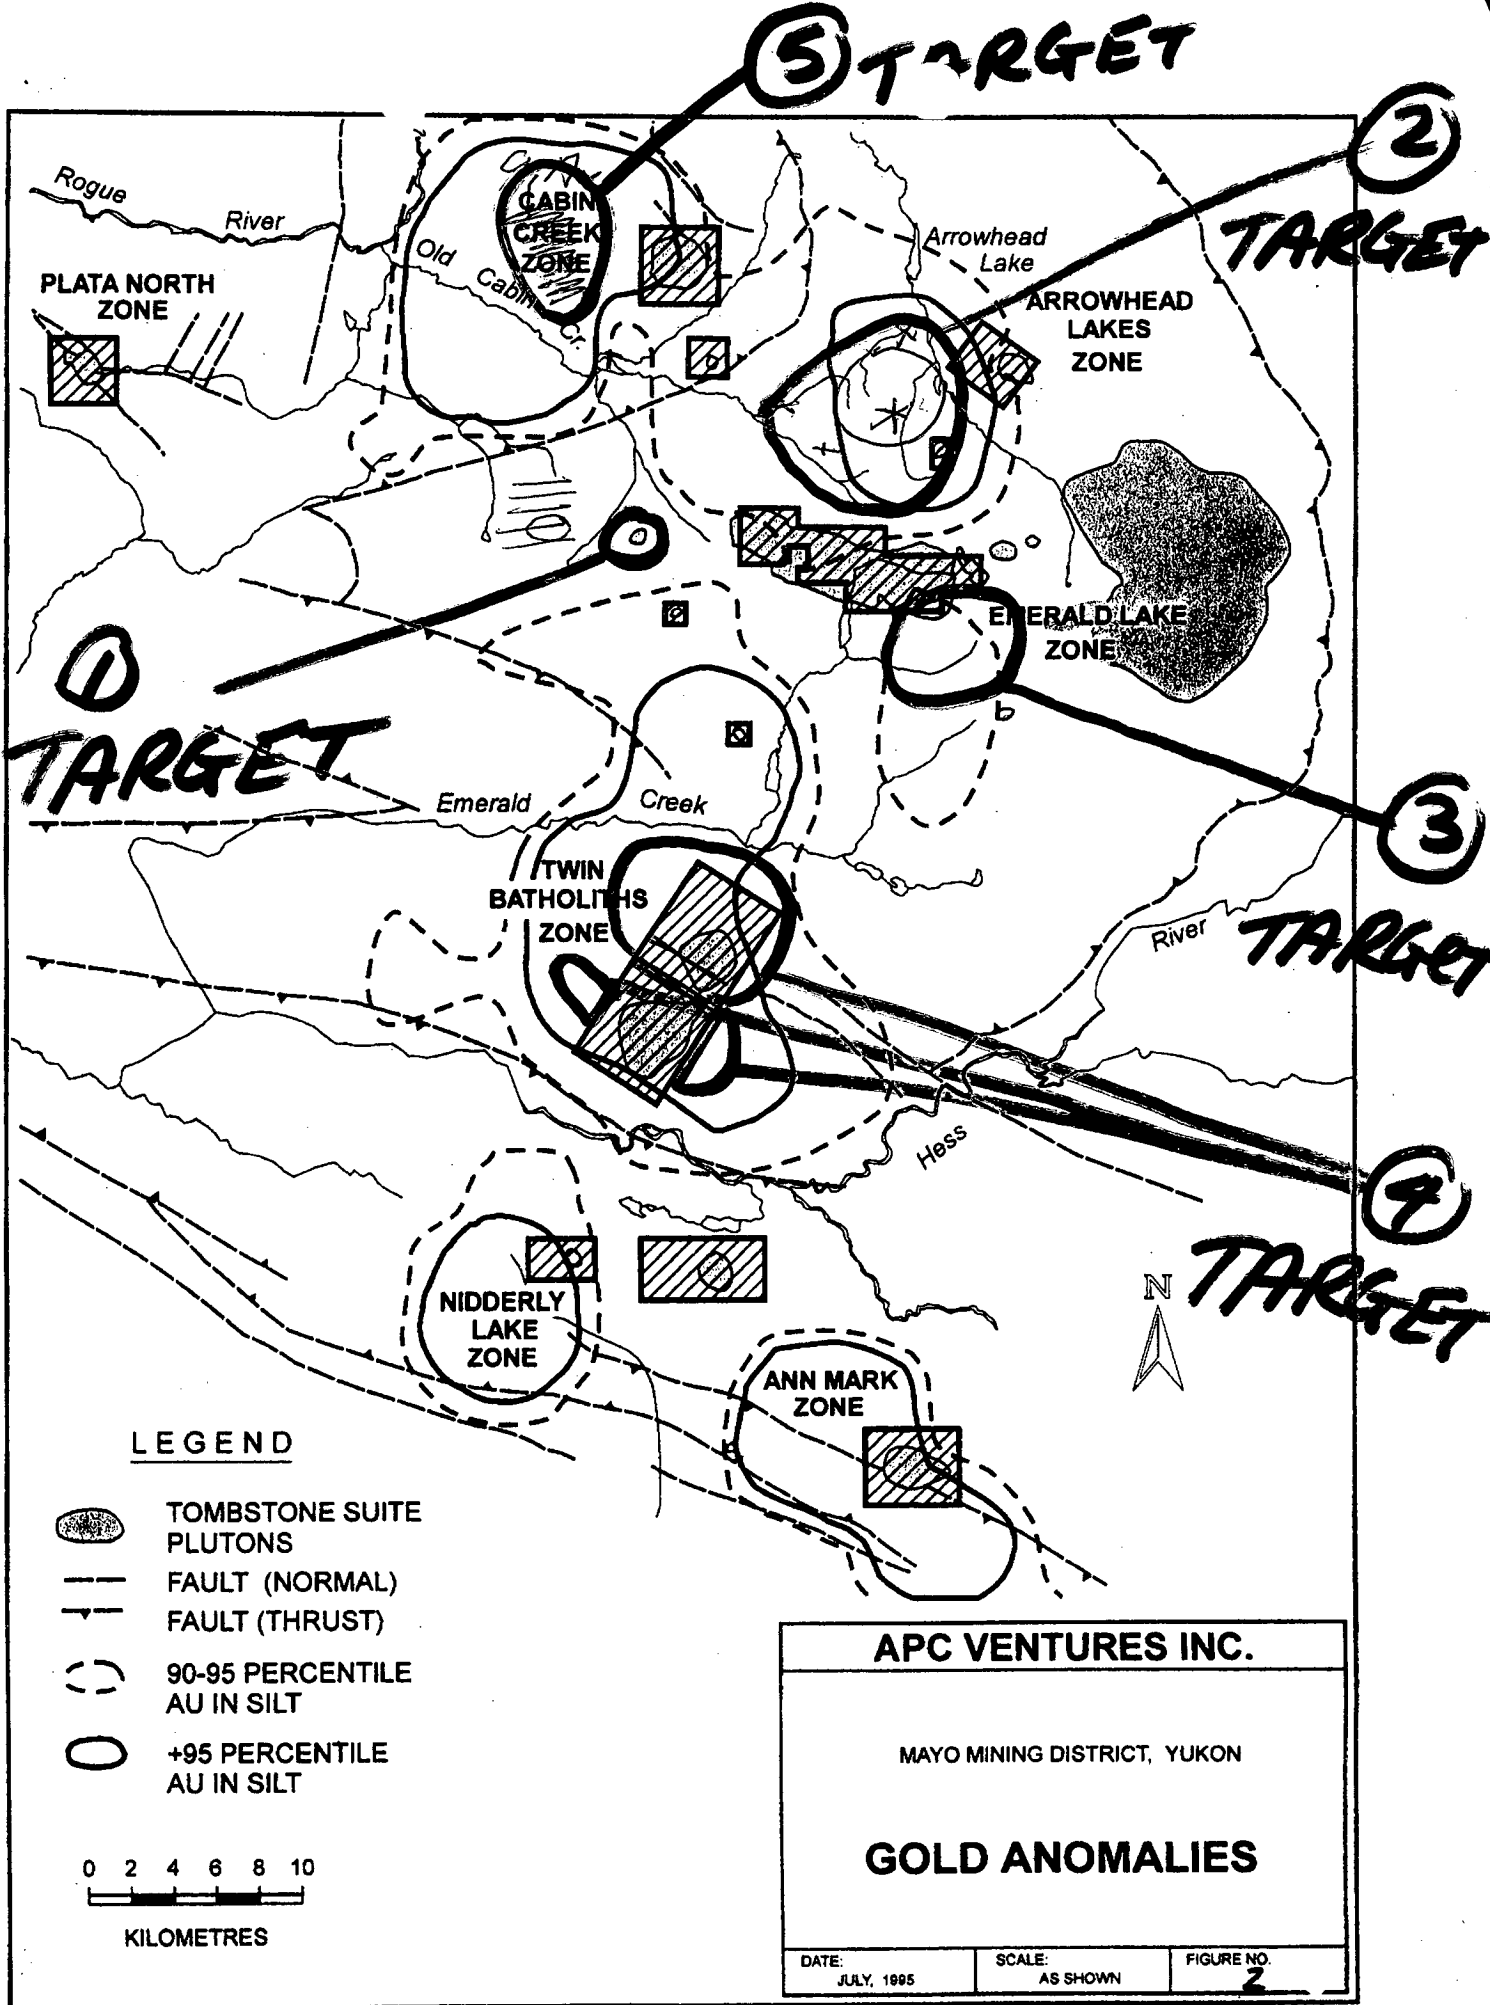 5 TARGET
2
TARGET
Rogue
River
CABIN
CREEK
ZONE
Old Cabin Cr.
Arrowhead
Lake
PLATA NORTH
ZONE
ARROWHEAD
LAKES
ZONE
EMERALD LAKE
ZONE
1
TARGET
b
Emerald Creek
3
TARGET
TWIN
BATHOLITHS
ZONE
River
Hess
4
TARGET
N
NIDDERLY
LAKE
ZONE
ANN MARK
ZONE
LEGEND
TOMBSTONE SUITE
PLUTONS
FAULT (NORMAL)
FAULT (THRUST)
90-95 PERCENTILE
AU IN SILT
+95 PERCENTILE
AU IN SILT
0 2 4 6 8 10
KILOMETRES
APC VENTURES INC.
MAYO MINING DISTRICT, YUKON
GOLD ANOMALIES
DATE:
JULY, 1995
SCALE:
AS SHOWN
FIGURE NO.
2